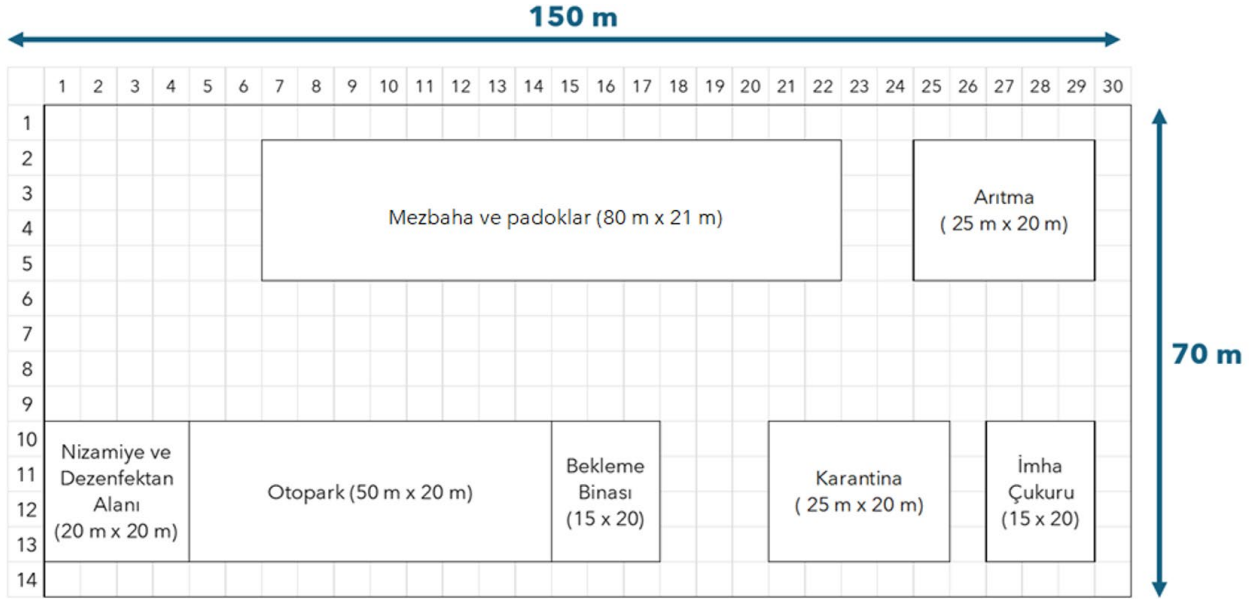 150 m
1 2 3 4 5 6 7 8 9 10 11 12 13 14 15 16 17 18 19 20 21 22 23 24 25 26 27 28 29 30
1
2
3
4
5
6
7
8
9
10
11
12
13
14
Mezbaha ve padoklar (80 m x 21 m)
Arıtma
( 25 m x 20 m)
70 m
Nizamiye ve
Dezenfektan
Alanı
(20 m x 20 m)
Otopark (50 m x 20 m)
Bekleme
Binası
(15 x 20)
Karantina
( 25 m x 20 m)
İmha
Çukuru
(15 x 20)